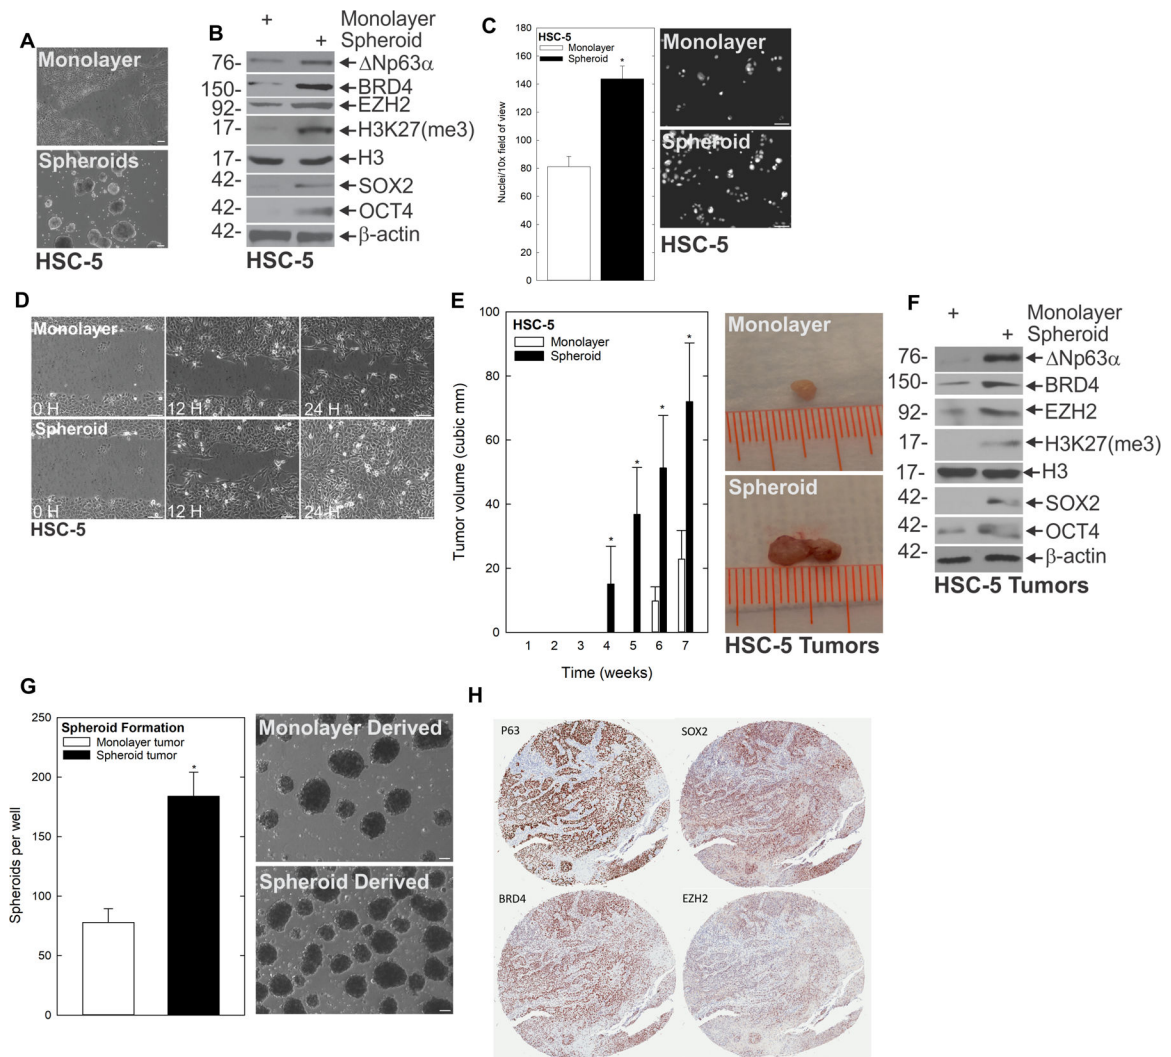 A
Monolayer
Spheroids
HSC-5
B
+ Monolayer
+ Spheroid
76- ΔNp63α
150- BRD4
92- EZH2
17- H3K27(me3)
17- H3
42- SOX2
42- OCT4
42- β-actin
HSC-5
C
HSC-5
Monolayer
Spheroid
*
Nuclei/10x field of view
180
160
140
120
100
80
60
40
20
0
Monolayer
Spheroid
HSC-5
D
Monolayer
0 H
12 H
24 H
Spheroid
0 H
12 H
24 H
HSC-5
E
HSC-5
Monolayer
Spheroid
Tumor volume (cubic mm)
100
80
60
40
20
0
* * * *
1 2 3 4 5 6 7
Time (weeks)
Monolayer
Spheroid
HSC-5 Tumors
F
+ Monolayer
+ Spheroid
76- ΔNp63α
150- BRD4
92- EZH2
17- H3K27(me3)
17- H3
42- SOX2
42- OCT4
42- β-actin
HSC-5 Tumors
G
Spheroid Formation
Monolayer tumor
Spheroid tumor
*
Spheroids per well
250
200
150
100
50
0
Monolayer Derived
Spheroid Derived
H
P63
SOX2
BRD4
EZH2